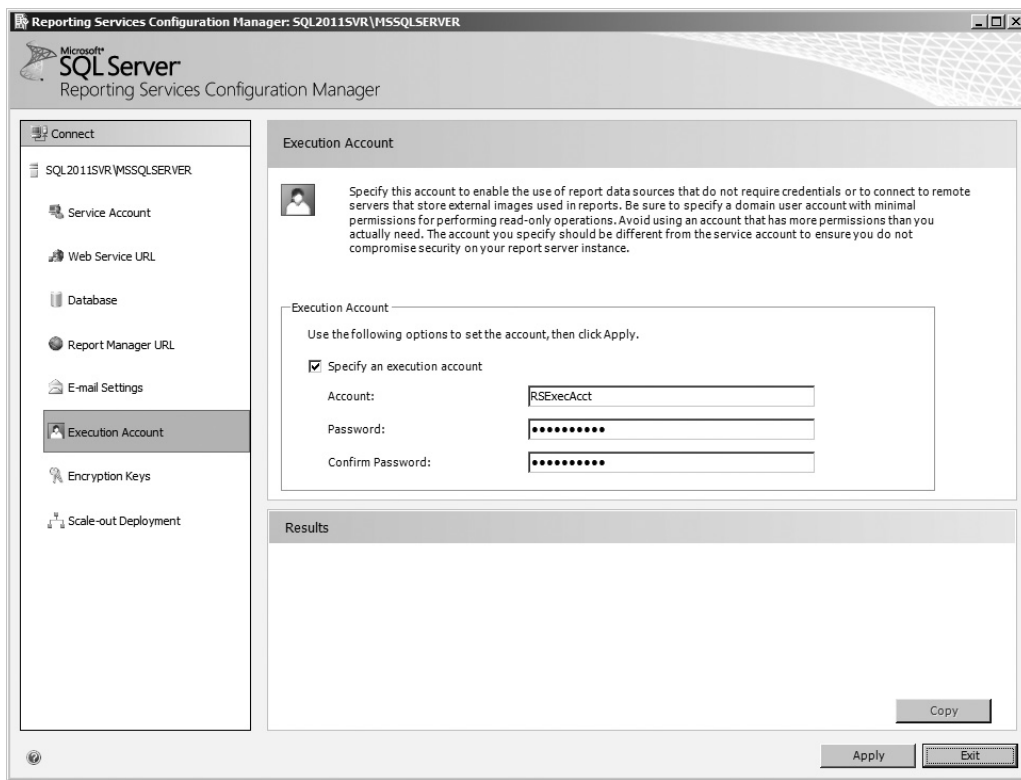 Reporting Services Configuration Manager: SQL2011SVR\MSSQLSERVER
Microsoft®
SQL Server
Reporting Services Configuration Manager
Connect
SQL2011SVR\MSSQLSERVER
Service Account
Web Service URL
Database
Report Manager URL
E-mail Settings
Execution Account
Encryption Keys
Scale-out Deployment
Execution Account
Specify this account to enable the use of report data sources that do not require credentials or to connect to remote
servers that store external images used in reports. Be sure to specify a domain user account with minimal
permissions for performing read-only operations. Avoid using an account that has more permissions than you
actually need. The account you specify should be different from the service account to ensure you do not
compromise security on your report server instance.
Execution Account
Use the following options to set the account, then click Apply.
Specify an execution account
Account: RSExecAcct
Password: ••••••••••
Confirm Password: ••••••••••
Results
Copy
Apply Exit